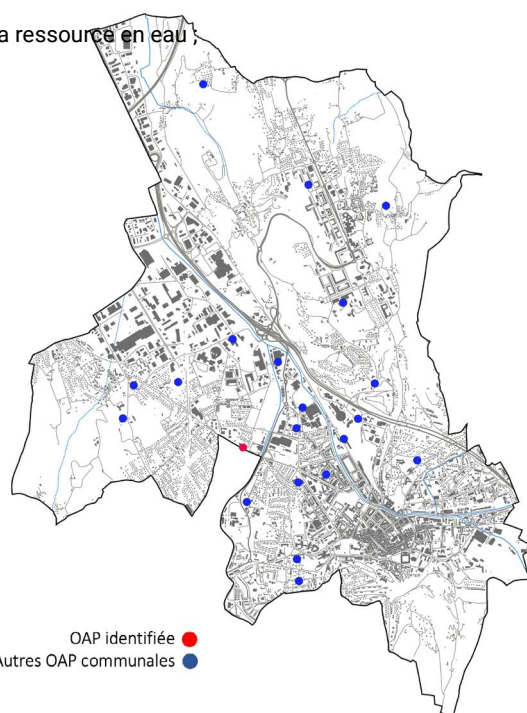 a ressource en eau ;
OAP identifiée
Autres OAP communales